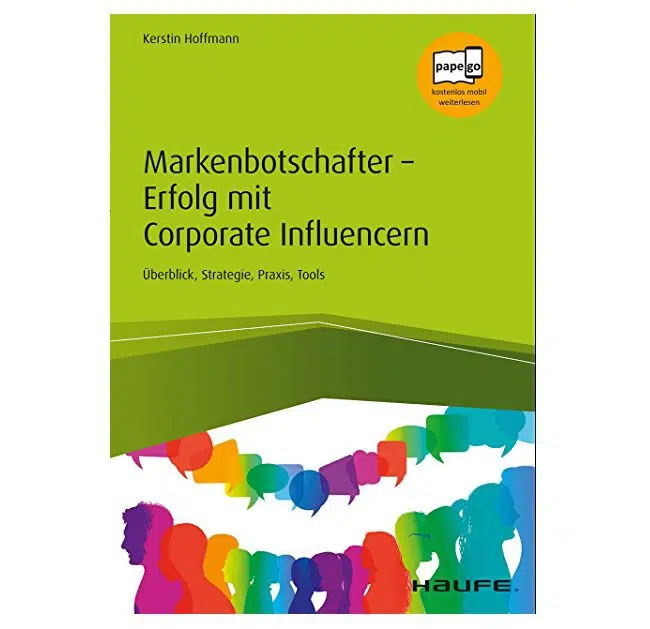 Kerstin Hoffmann
papego
kostenlos mobil
weiterlesen
Markenbotschafter –
Erfolg mit
Corporate Influencern
Überblick, Strategie, Praxis, Tools
HAUFE.